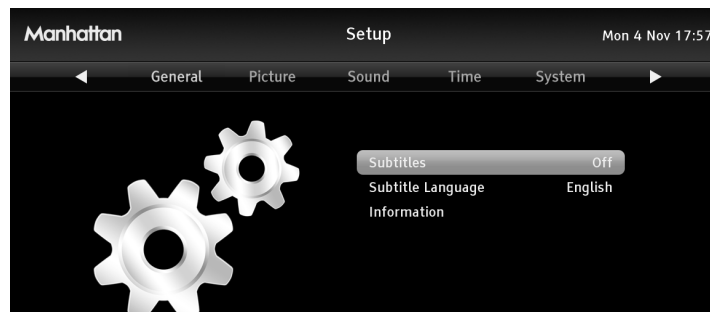 Manhattan Setup Mon 4 Nov 17:57
General Picture Sound Time System
Subtitles Off
Subtitle Language English
Information